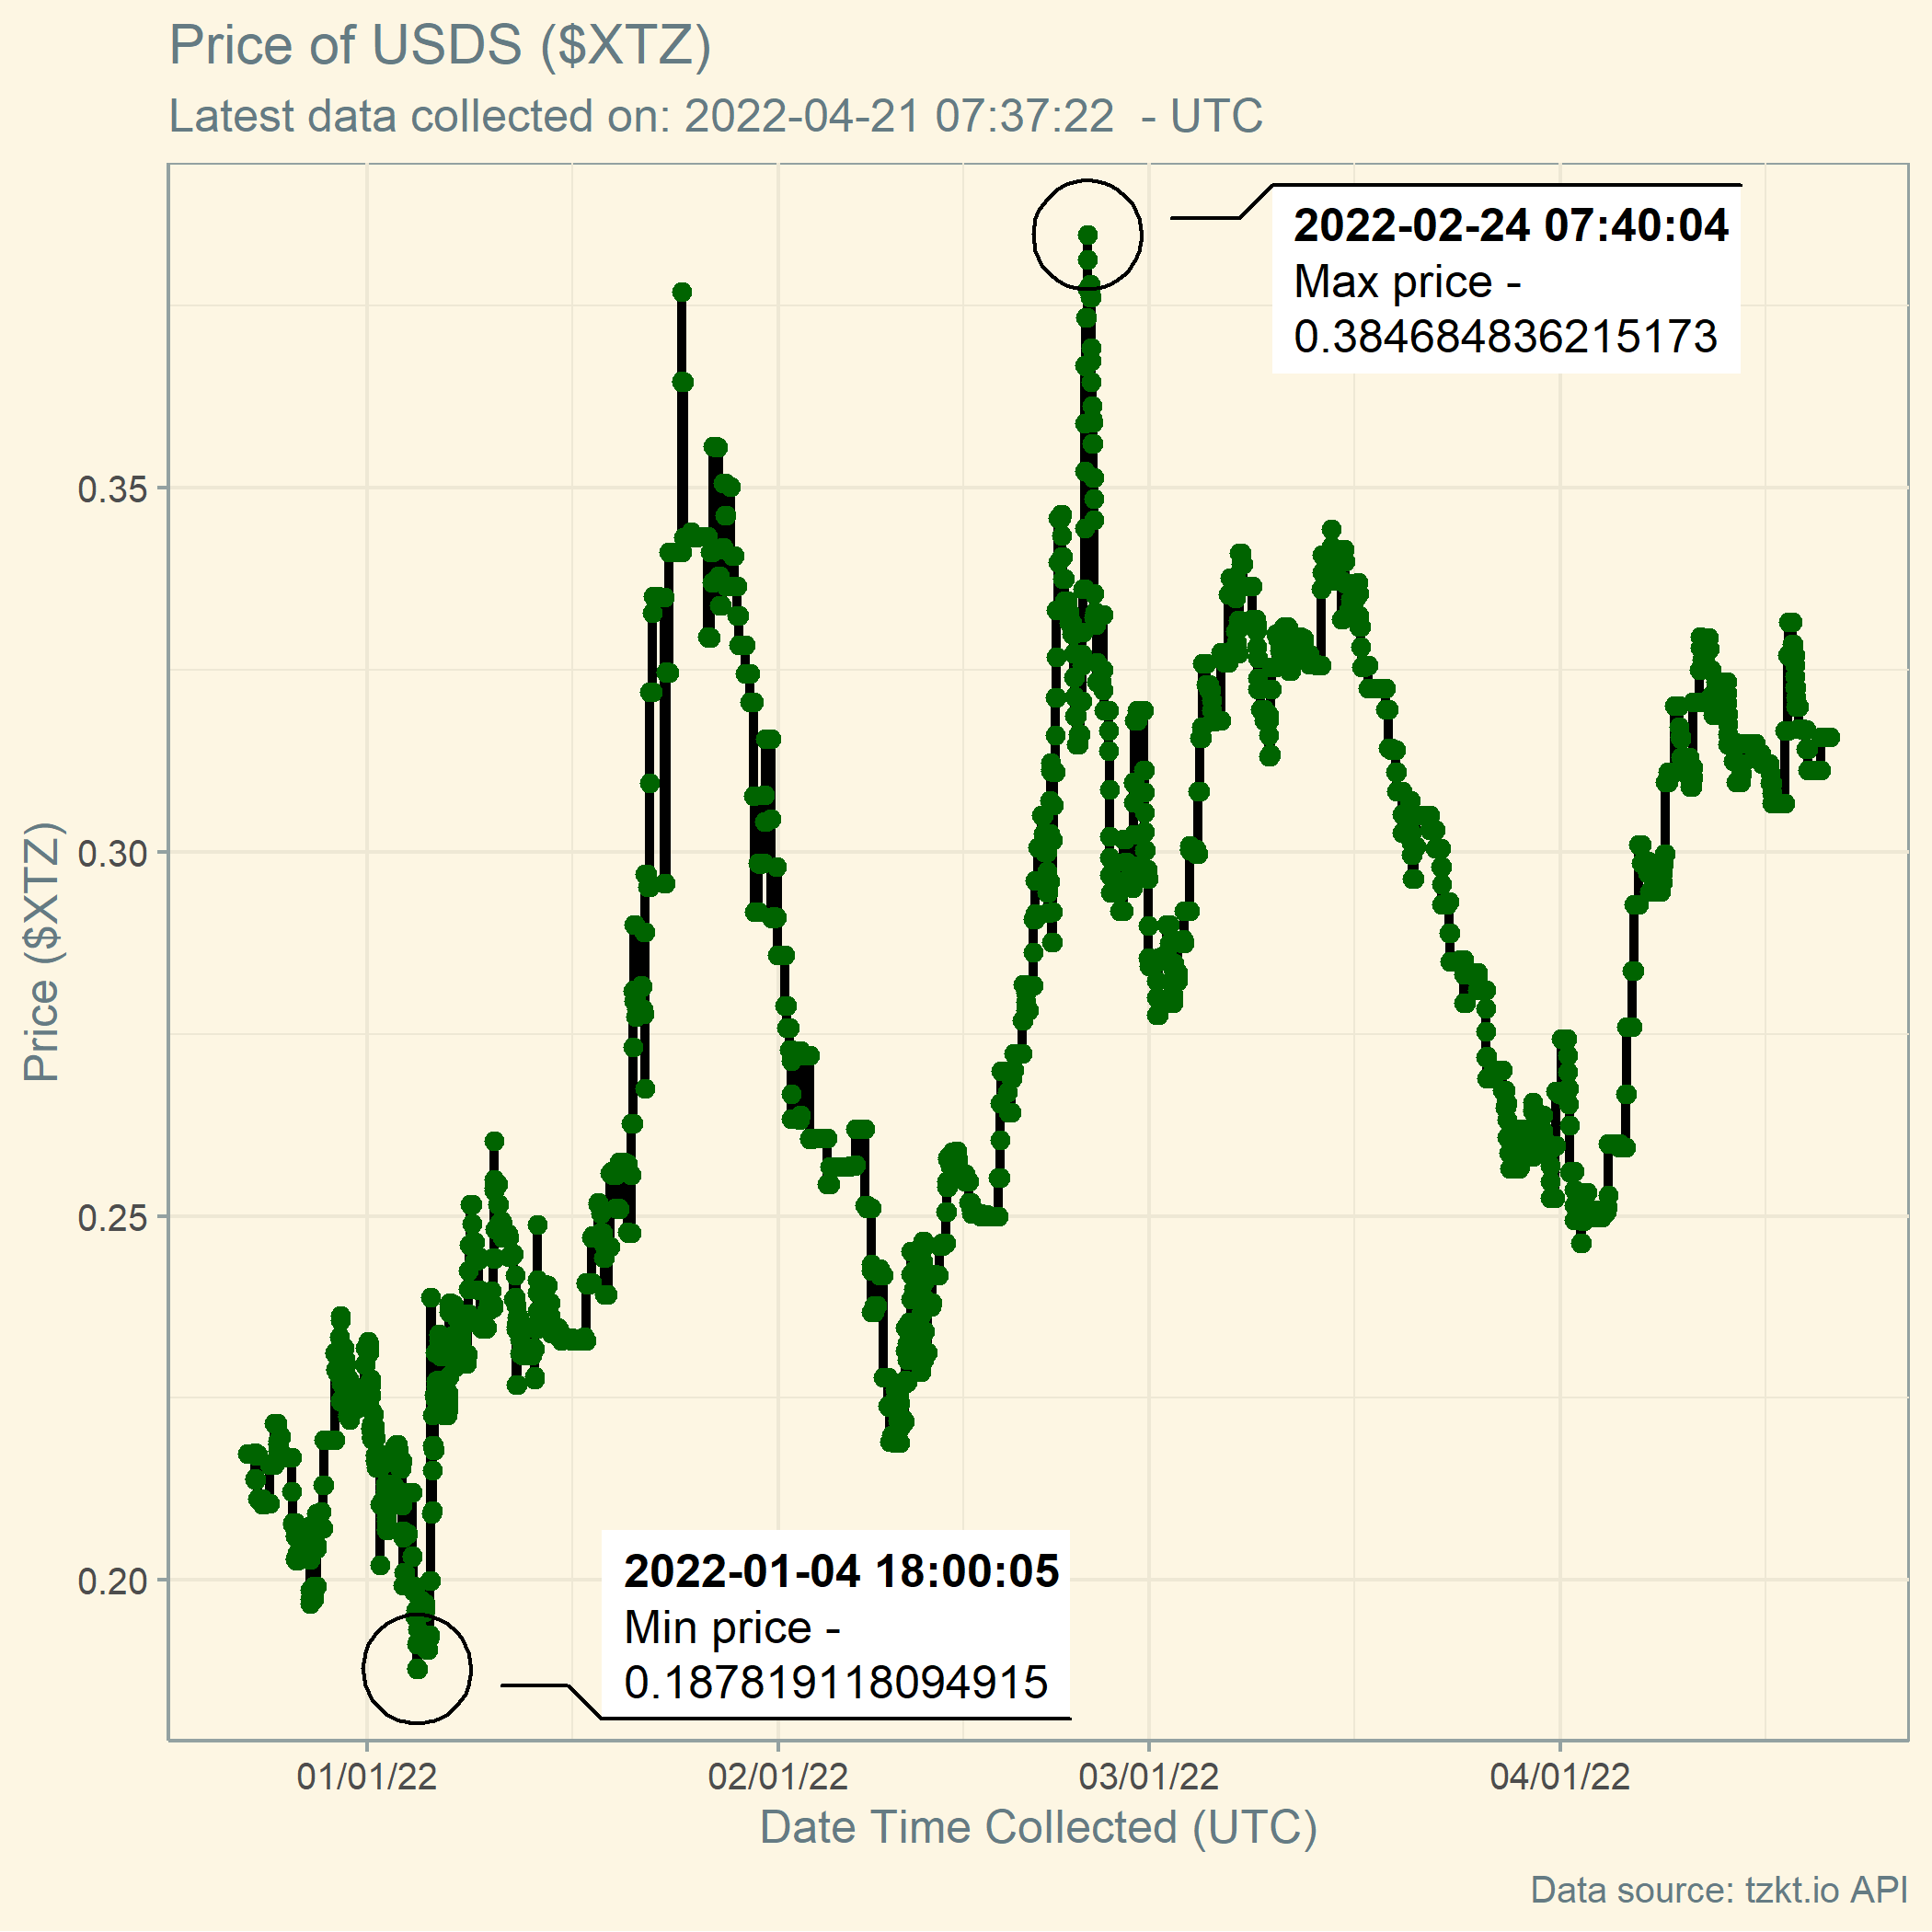 Price of USDS ($XTZ)
Latest data collected on: 2022-04-21 07:37:22  - UTC
2022-02-24 07:40:04
Max price -
0.384684836215173
0.35
0.30
0.25
0.20
Price ($XTZ)
2022-01-04 18:00:05
Min price -
0.187819118094915
01/01/22
02/01/22
03/01/22
04/01/22
Date Time Collected (UTC)
Data source: tzkt.io API